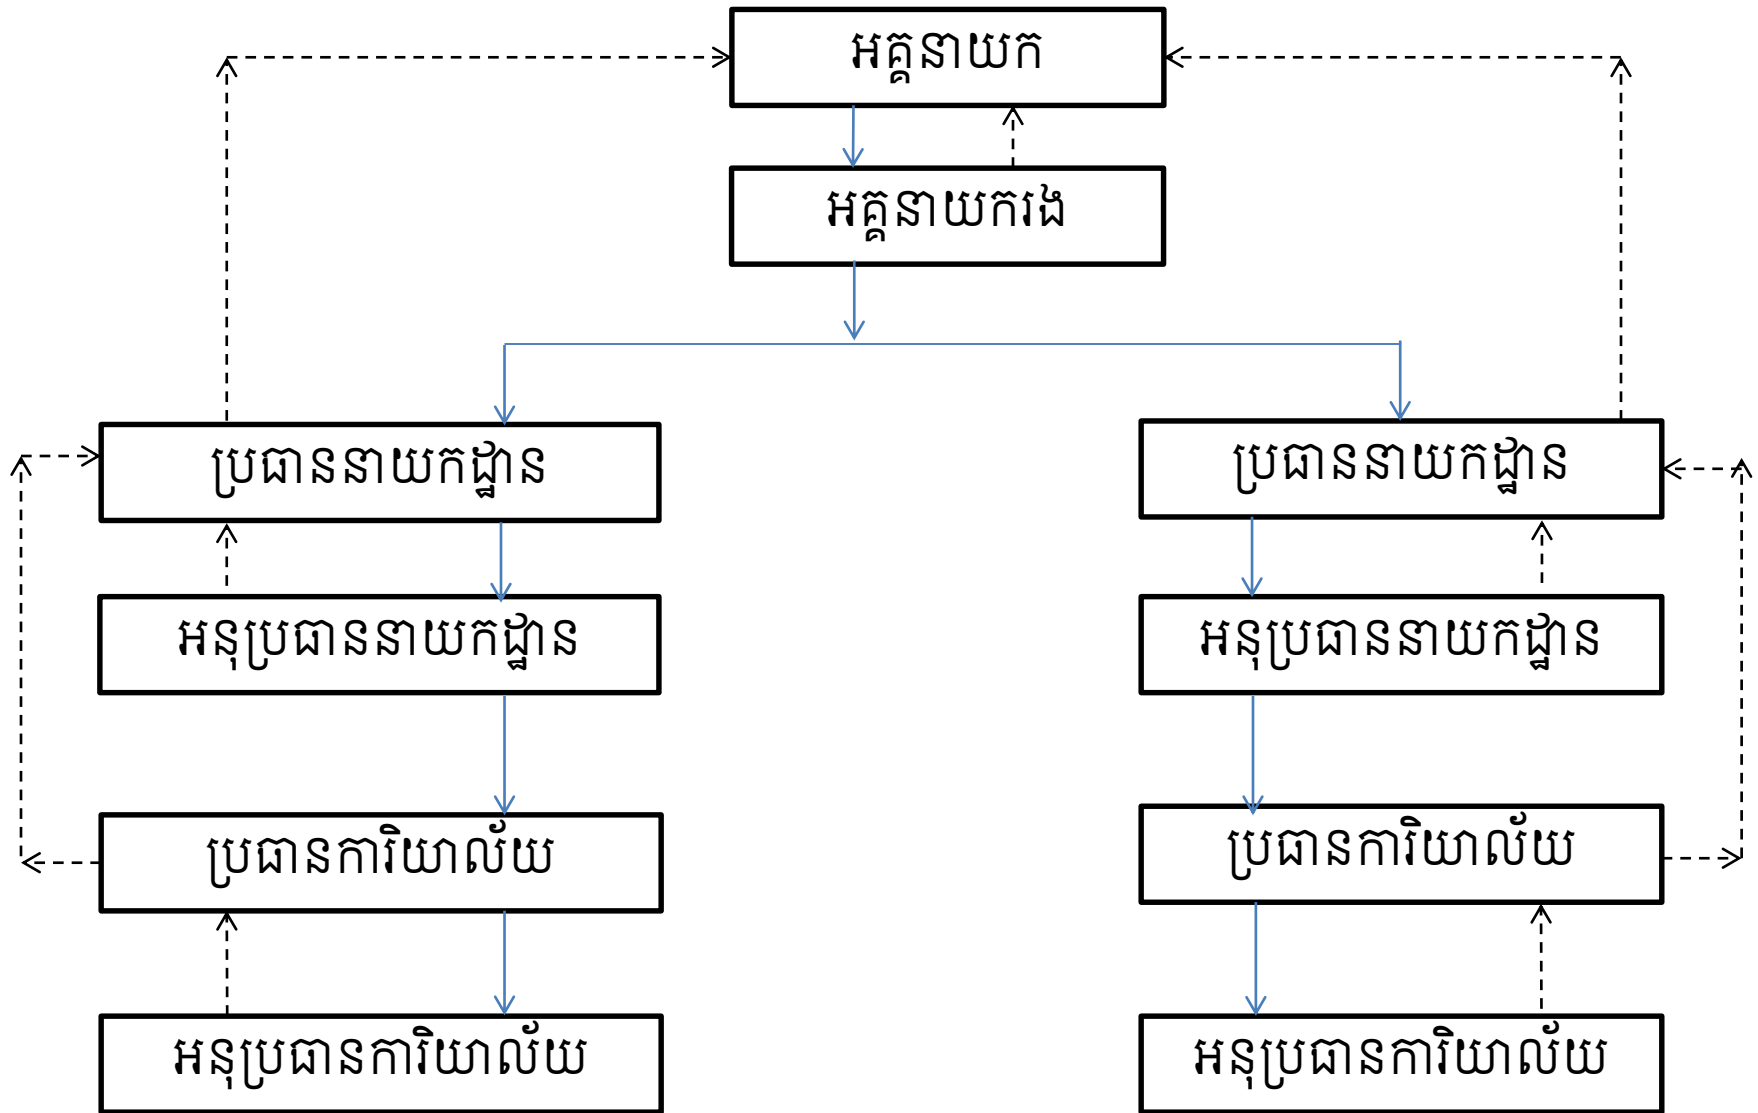 អគ្គនាយក
អគ្គនាយករង
ប្រធាននាយកដ្ឋាន
ប្រធាននាយកដ្ឋាន
អនុប្រធាននាយកដ្ឋាន
អនុប្រធាននាយកដ្ឋាន
ប្រធានការិយាល័យ
ប្រធានការិយាល័យ
អនុប្រធានការិយាល័យ
អនុប្រធានការិយាល័យ